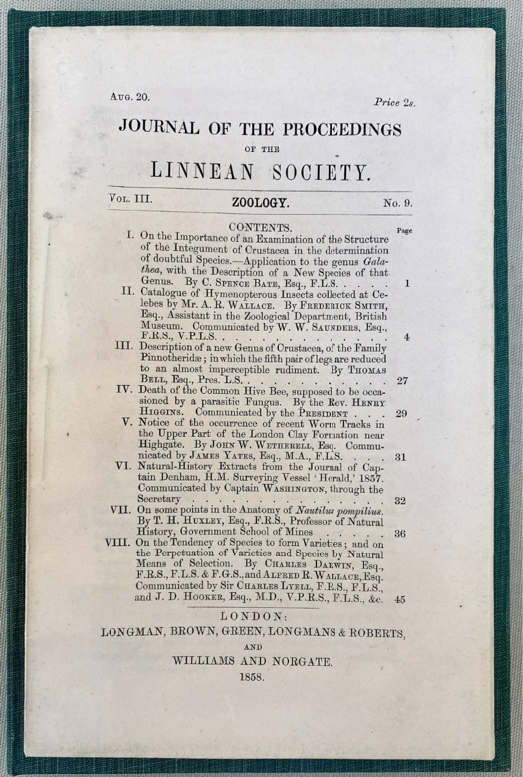 Aug. 20.
Price 2s.
JOURNAL OF THE PROCEEDINGS
OF THE
LINNEAN SOCIETY.
Vol. III.
ZOOLOGY.
No. 9.
CONTENTS.
Page
I. On the Importance of an Examination of the Structure
of the Integument of Crustacea in the determination
of doubtful Species.—Application to the genus Gala-
thea, with the Description of a New Species of that
Genus. By C. Spence Bate, Esq., F.L.S. . . . . 1
II. Catalogue of Hymenopterous Insects collected at Ce-
lebes by Mr. A. R. Wallace. By Frederick Smith,
Esq., Assistant in the Zoological Department, British
Museum. Communicated by W. W. Saunders, Esq.,
F.R.S., V.P.L.S. . . . . . . . . . . . . . 4
III. Description of a new Genus of Crustacea, of the Family
Pinnotheridæ; in which the fifth pair of legs are reduced
to an almost imperceptible rudiment. By Thomas
Bell, Esq., Pres. L.S. . . . . . . . . . . . 27
IV. Death of the Common Hive Bee, supposed to be occa-
sioned by a parasitic Fungus. By the Rev. Henry
Higgins. Communicated by the President . . . 29
V. Notice of the occurrence of recent Worm Tracks in
the Upper Part of the London Clay Formation near
Highgate. By John W. Wetherell, Esq. Commu-
nicated by James Yates, Esq., M.A., F.L.S. . . . 31
VI. Natural-History Extracts from the Journal of Cap-
tain Denham, H.M. Surveying Vessel 'Herald,' 1857.
Communicated by Captain Washington, through the
Secretary . . . . . . . . . . . . . . . 32
VII. On some points in the Anatomy of Nautilus pompilius.
By T. H. Huxley, Esq., F.R.S., Professor of Natural
History, Government School of Mines . . . . . 36
VIII. On the Tendency of Species to form Varieties; and on
the Perpetuation of Varieties and Species by Natural
Means of Selection. By Charles Darwin, Esq.,
F.R.S., F.L.S. & F.G.S., and Alfred R. Wallace, Esq.
Communicated by Sir Charles Lyell, F.R.S., F.L.S.,
and J. D. Hooker, Esq., M.D., V.P.R.S., F.L.S., &c. 45
LONDON:
LONGMAN, BROWN, GREEN, LONGMANS & ROBERTS,
AND
WILLIAMS AND NORGATE.
1858.